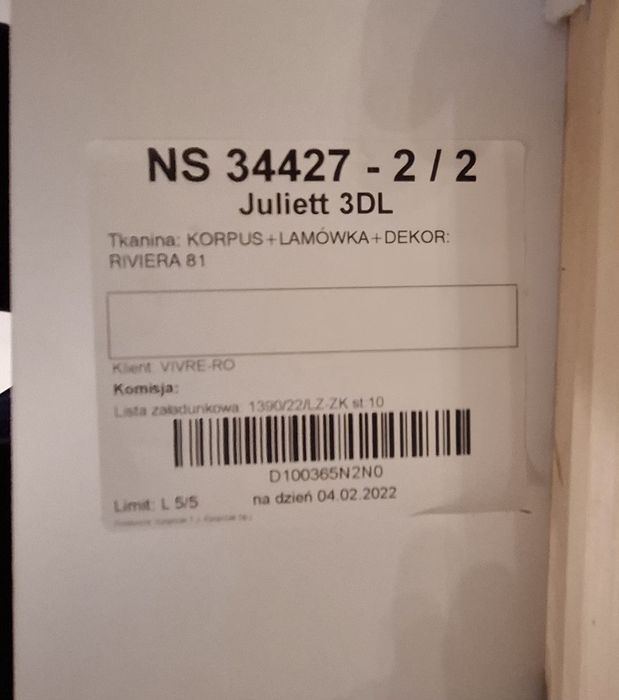 NS 34427 - 2 / 2
Juliett 3DL
Tkanina: KORPUS+LAMÓWKA+DEKOR:
RIVIERA 81
Klient: VIVRE-RO
Komisja:
Lista załadunkowa: 1390/22/LZ-ZK st:10
D100365N2N0
Limit: L 5/5 na dzień 04.02.2022